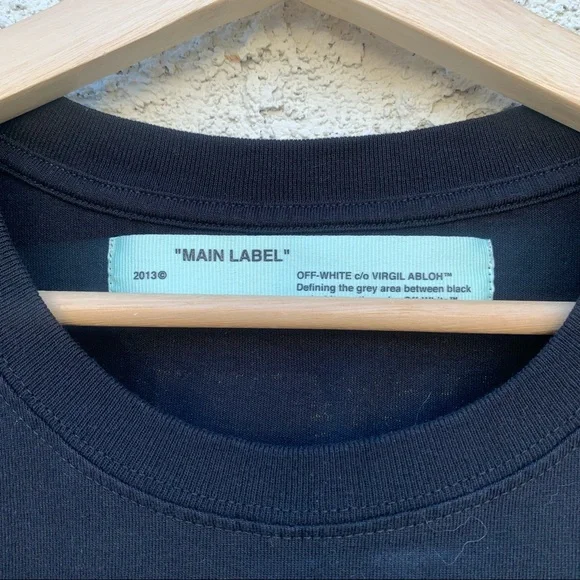 "MAIN LABEL"
2013©
OFF-WHITE c/o VIRGIL ABLOH™
Defining the grey area between black